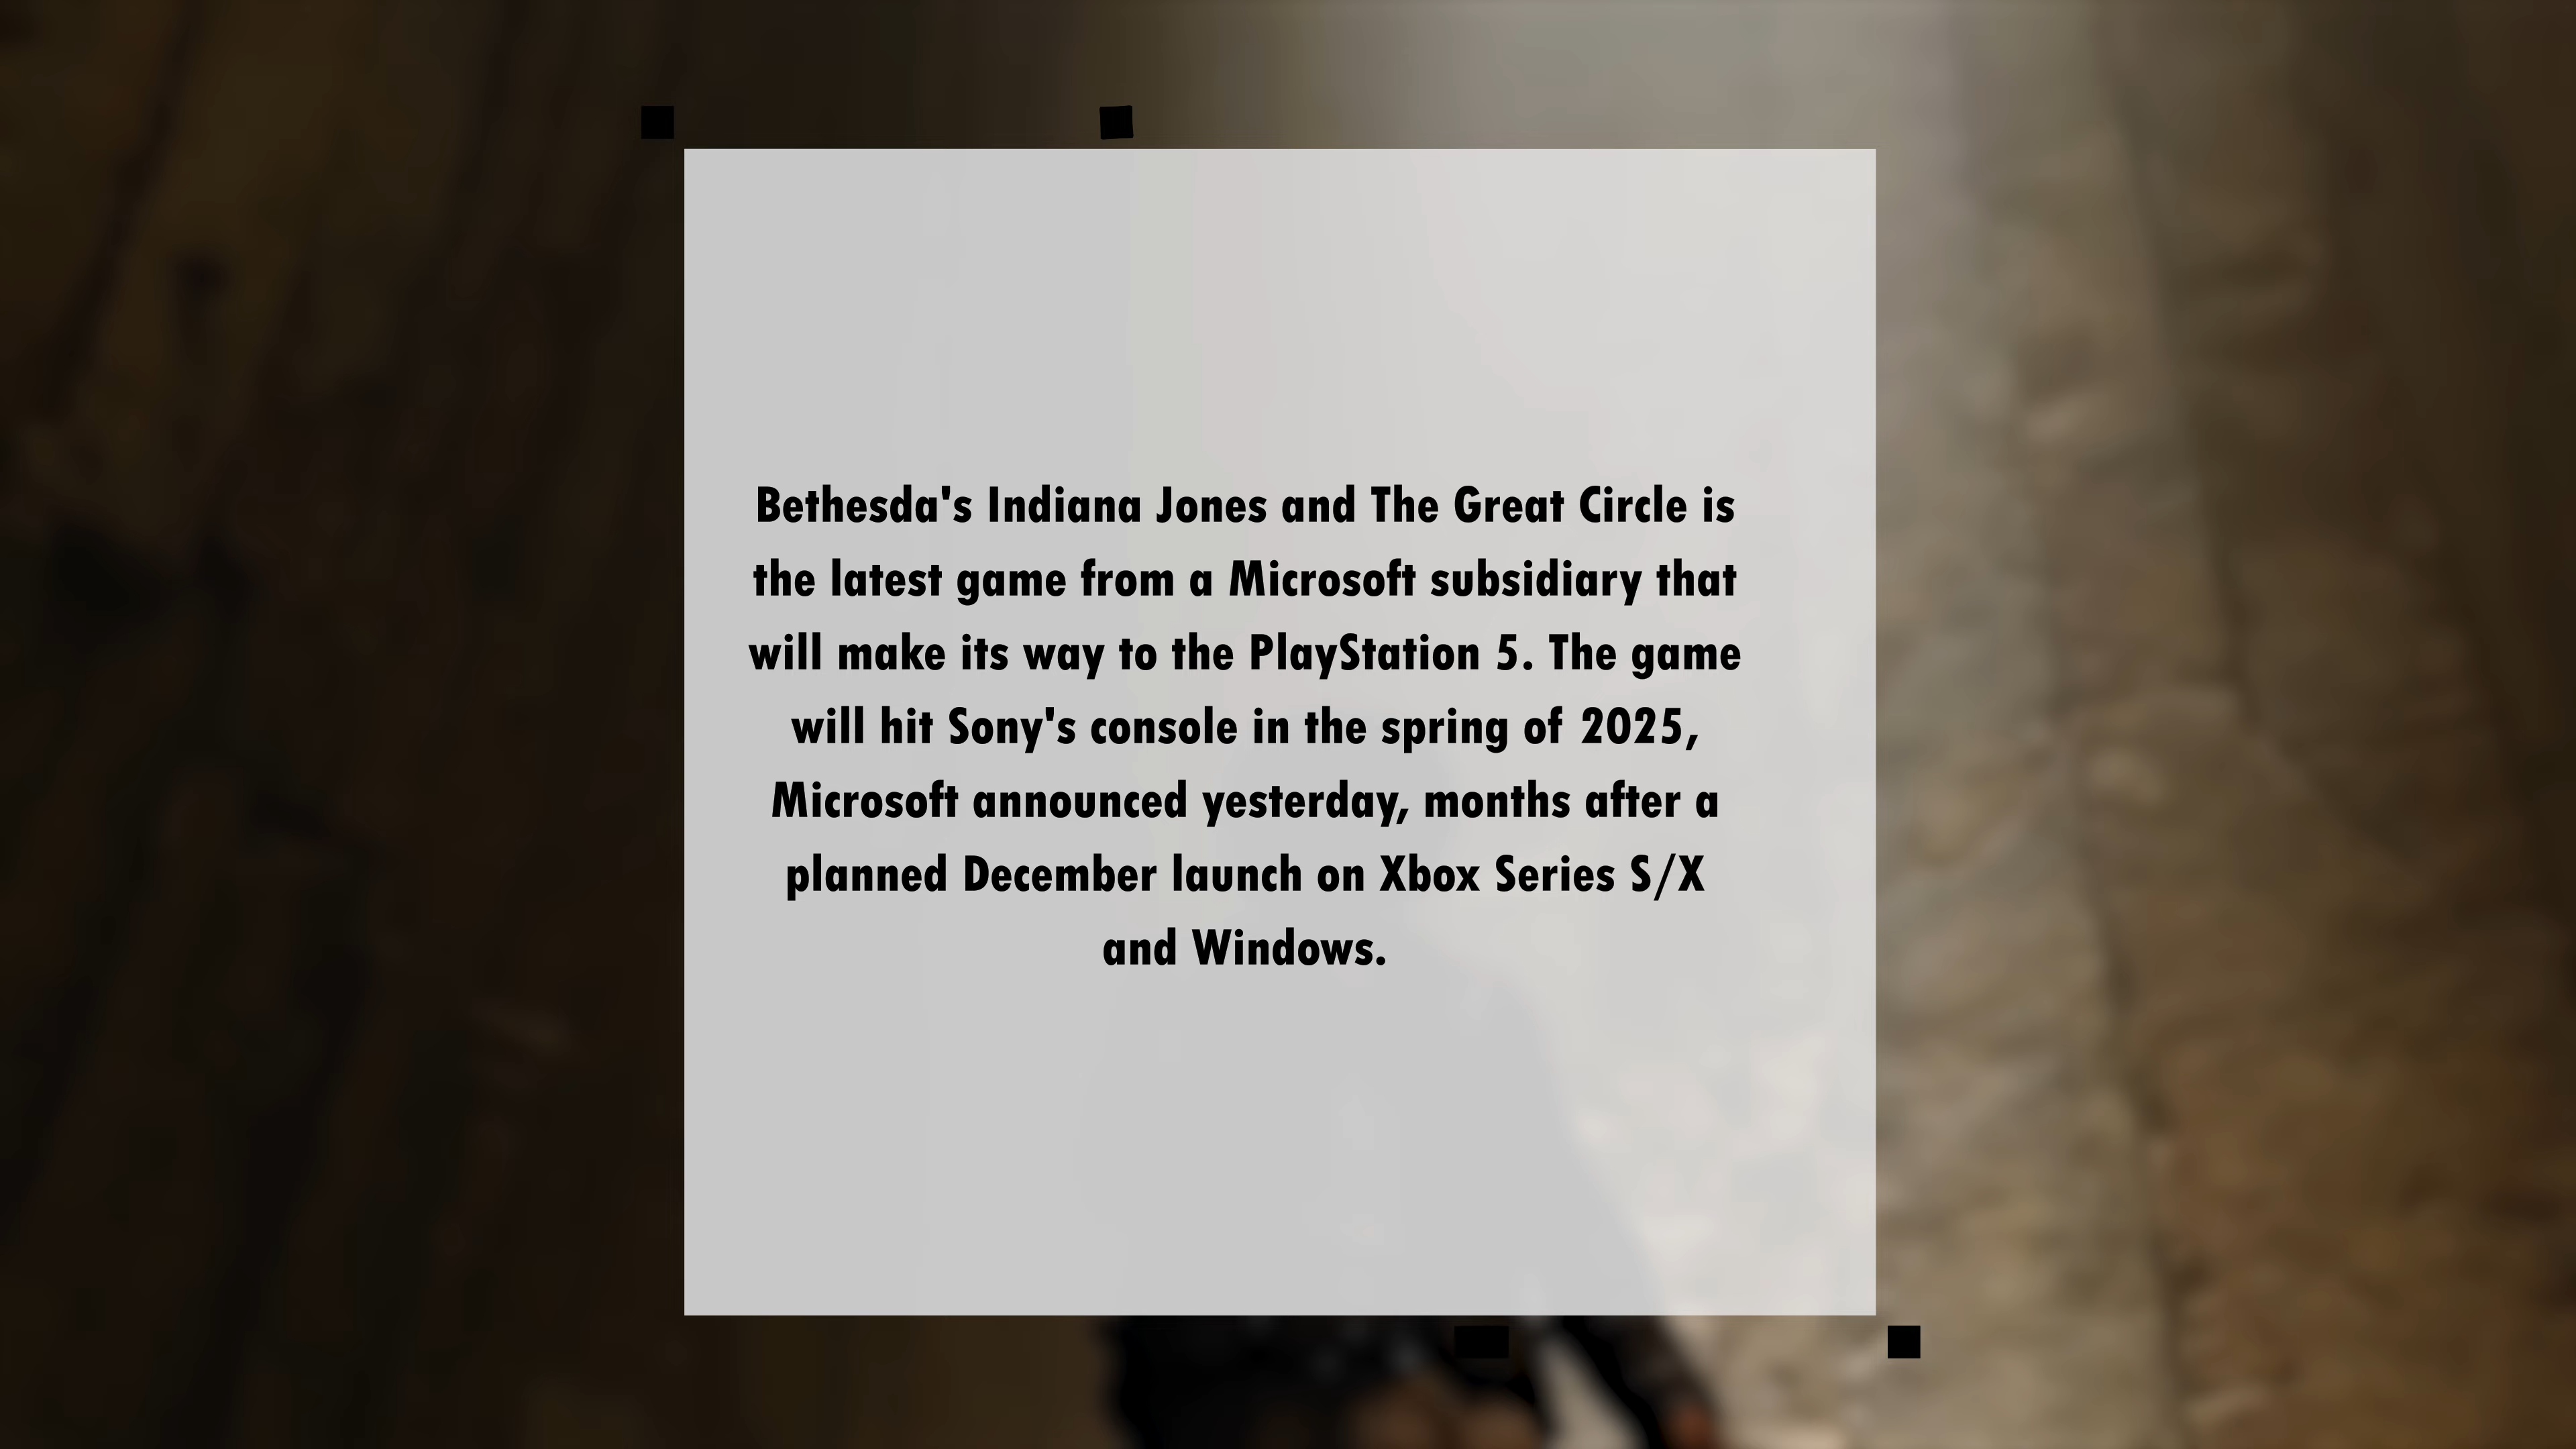 Bethesda's Indiana Jones and The Great Circle is
the latest game from a Microsoft subsidiary that
will make its way to the PlayStation 5. The game
will hit Sony's console in the spring of 2025,
Microsoft announced yesterday, months after a
planned December launch on Xbox Series S/X
and Windows.